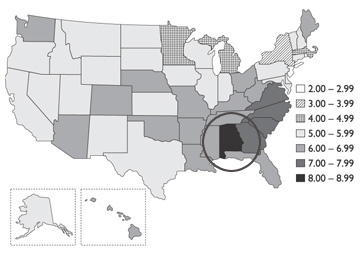 2.00 – 2.99
3.00 – 3.99
4.00 – 4.99
5.00 – 5.99
6.00 – 6.99
7.00 – 7.99
8.00 – 8.99